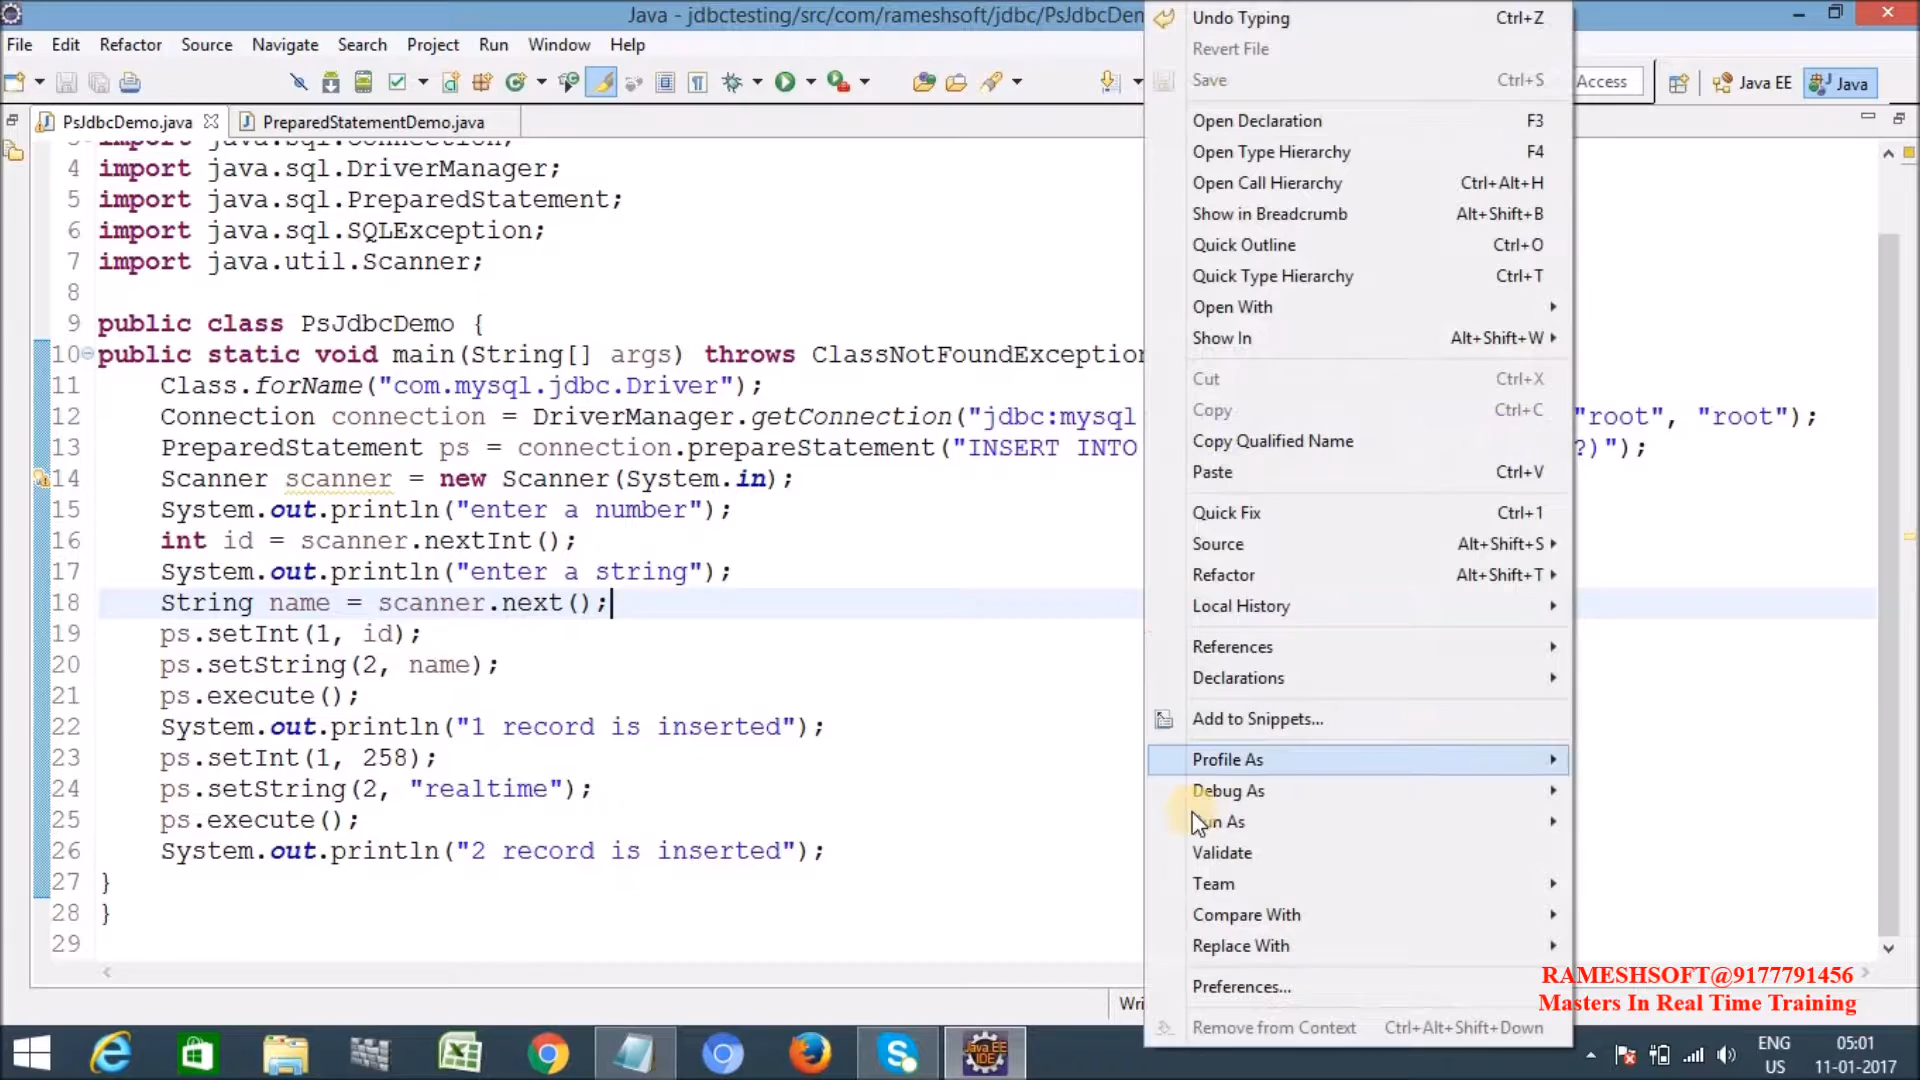 Java - jdbctesting/src/com/rameshsoft/jdbc/PsJdbcDem
File Edit Refactor Source Navigate Search Project Run Window Help
Access Java EE Java
PsJdbcDemo.java PreparedStatementDemo.java
3 import java.sql.Connection;
4 import java.sql.DriverManager;
5 import java.sql.PreparedStatement;
6 import java.sql.SQLException;
7 import java.util.Scanner;
8
9 public class PsJdbcDemo {
10 public static void main(String[] args) throws ClassNotFoundException
11 Class.forName("com.mysql.jdbc.Driver");
12 Connection connection = DriverManager.getConnection("jdbc:mysql "root", "root");
13 PreparedStatement ps = connection.prepareStatement("INSERT INTO ?)");
14 Scanner scanner = new Scanner(System.in);
15 System.out.println("enter a number");
16 int id = scanner.nextInt();
17 System.out.println("enter a string");
18 String name = scanner.next();
19 ps.setInt(1, id);
20 ps.setString(2, name);
21 ps.execute();
22 System.out.println("1 record is inserted");
23 ps.setInt(1, 258);
24 ps.setString(2, "realtime");
25 ps.execute();
26 System.out.println("2 record is inserted");
27 }
28 }
29
Undo Typing Ctrl+Z
Revert File
Save Ctrl+S
Open Declaration F3
Open Type Hierarchy F4
Open Call Hierarchy Ctrl+Alt+H
Show in Breadcrumb Alt+Shift+B
Quick Outline Ctrl+O
Quick Type Hierarchy Ctrl+T
Open With
Show In Alt+Shift+W
Cut Ctrl+X
Copy Ctrl+C
Copy Qualified Name
Paste Ctrl+V
Quick Fix Ctrl+1
Source Alt+Shift+S
Refactor Alt+Shift+T
Local History
References
Declarations
Add to Snippets...
Profile As
Debug As
Run As
Validate
Team
Compare With
Replace With
Preferences...
Remove from Context Ctrl+Alt+Shift+Down
Wri
RAMESHSOFT@9177791456
Masters In Real Time Training
Java EE
IDE
ENG
US
05:01
11-01-2017